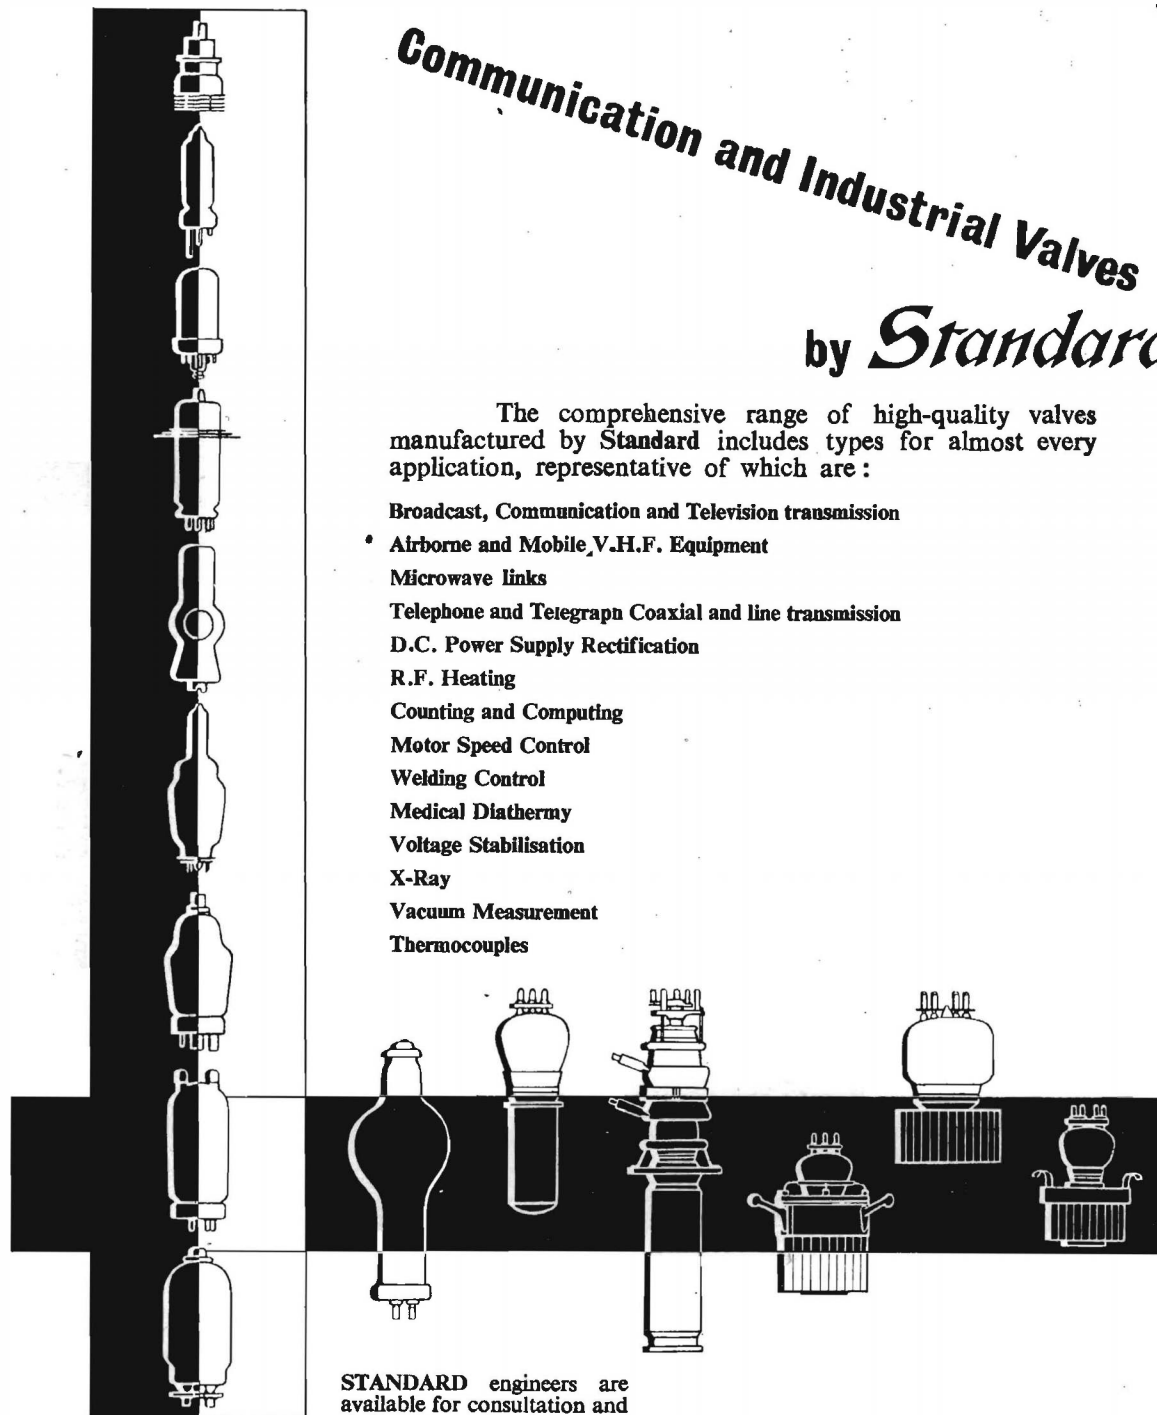 Communication and Industrial Valves
by Standard
The comprehensive range of high-quality valves
manufactured by Standard includes types for almost every
application, representative of which are :
Broadcast, Communication and Television transmission
Airborne and Mobile V.H.F. Equipment
Microwave links
Telephone and Telegraph Coaxial and line transmission
D.C. Power Supply Rectification
R.F. Heating
Counting and Computing
Motor Speed Control
Welding Control
Medical Diathermy
Voltage Stabilisation
X-Ray
Vacuum Measurement
Thermocouples
STANDARD engineers are
available for consultation and